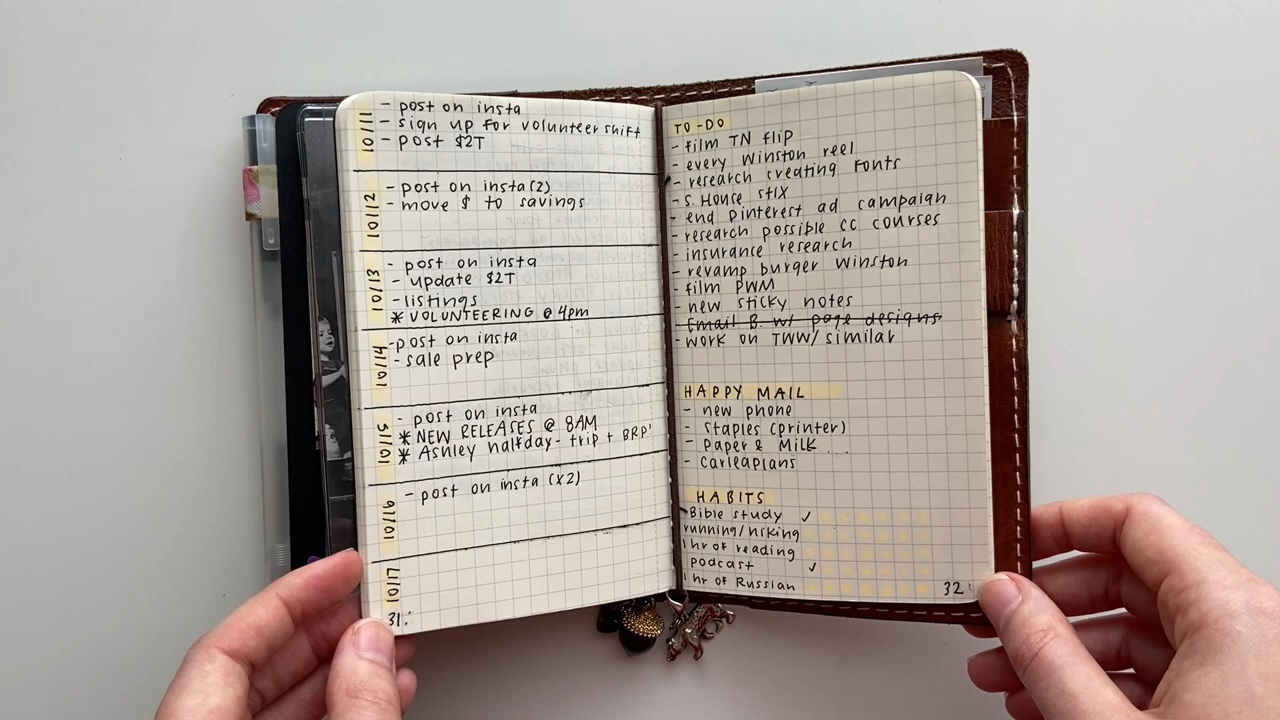 10/11
- post on insta
- sign up for volunteer shift
- post $2T
10/12
- post on insta (2)
- move $ to savings
10/13
- post on insta
- update $2T
- listings
* VOLUNTEERING @ 4pm
10/14
- post on insta
- sale prep
10/15
- post on insta
* NEW RELEASES @ 8AM
* Ashley halfday - trip + BRP!
10/16
- post on insta (x2)
10/17
31
TO-DO
- film TN flip
- every Winston reel
- research creating fonts
- S. House stix
- end pinterest ad campaign
- research possible CC courses
- insurance research
- revamp burger Winston
- film PWM
- new sticky notes
- Email B. w/ page designs
- work on TWW/similar
HAPPY MAIL
- new phone
- staples (printer)
- Paper & Milk ...
- carleaplans
HABITS
Bible study ✓
running/hiking
1 hr of reading
podcast ✓
1 hr of Russian
32